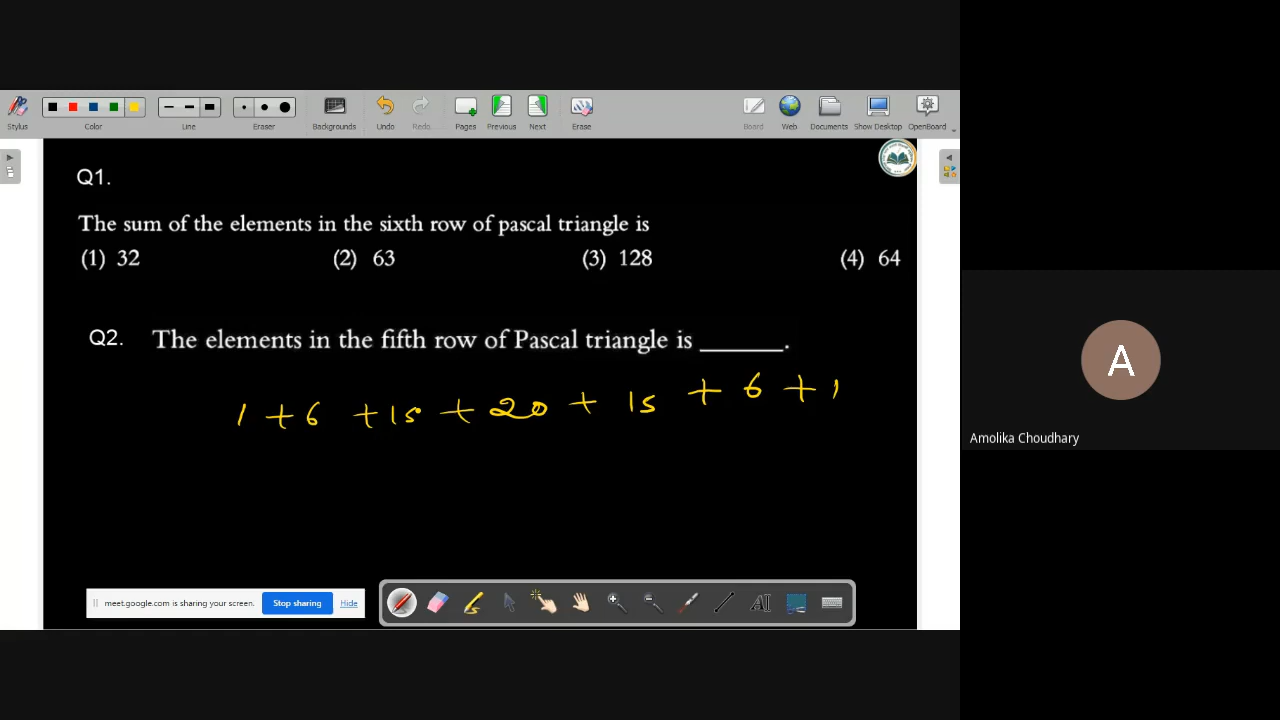 Stylus
Color
Line
Eraser
Backgrounds
Undo
Redo
Pages
Previous
Next
Erase
Board
Web
Documents
Show Desktop
OpenBoard
Q1.
The sum of the elements in the sixth row of pascal triangle is
(1) 32 (2) 63 (3) 128 (4) 64
Q2. The elements in the fifth row of Pascal triangle is ______.
1 + 6 + 15 + 20 + 15 + 6 + 1
meet.google.com is sharing your screen. Stop sharing Hide
AI
A
Amolika Choudhary